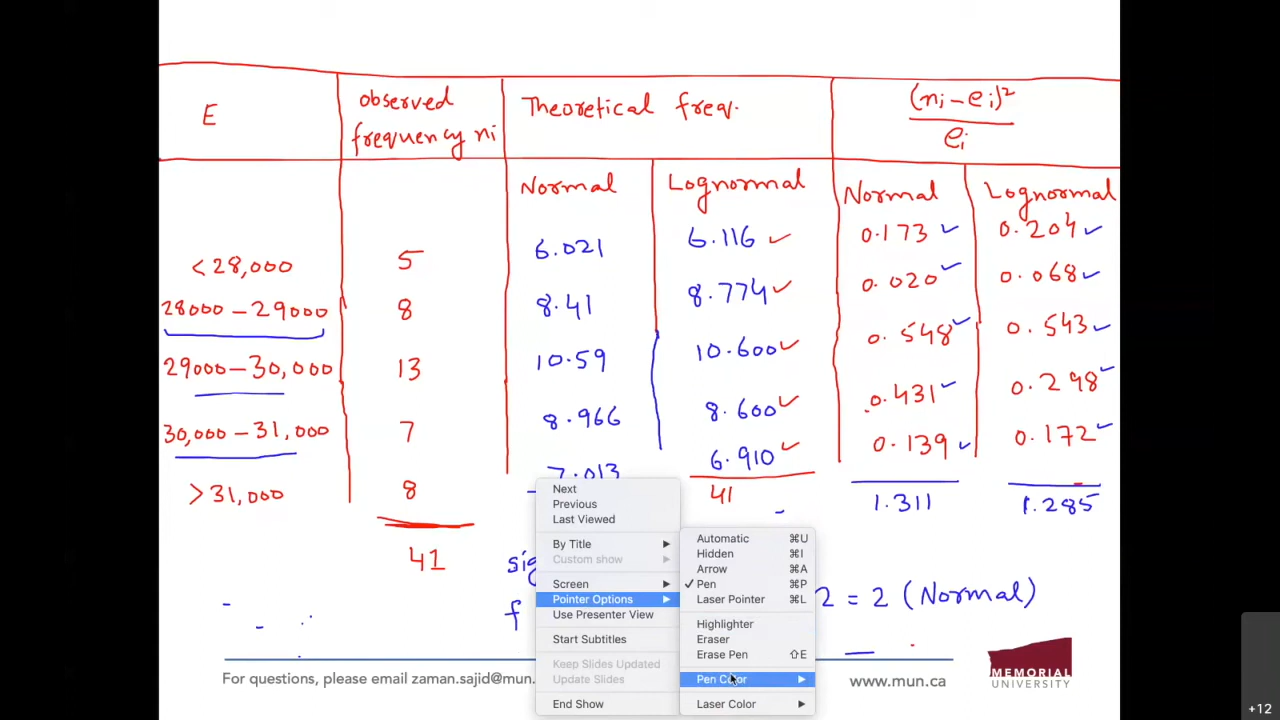 E observed frequency ni Theoretical freq. (ni - ei)² / ei
Normal Lognormal Normal Lognormal
<28,000 5 6.021 6.116 0.173 0.204
28000 - 29000 8 8.41 8.774 0.020 0.068
29000 - 30,000 13 10.59 10.600 0.548 0.543
30,000 - 31,000 7 8.966 8.600 0.431 0.298
>31,000 8 7.013 6.910 0.139 0.172
41 41 1.311 1.285
sig
f 2 = 2 (Normal)
Next
Previous
Last Viewed
By Title
Custom show
Screen
Pointer Options
Use Presenter View
Start Subtitles
Keep Slides Updated
Update Slides
End Show
Automatic ⌘U
Hidden ⌘I
Arrow ⌘A
✓ Pen ⌘P
Laser Pointer ⌘L
Highlighter
Eraser
Erase Pen ⇧E
Pen Color
Laser Color
For questions, please email zaman.sajid@mun. www.mun.ca
MEMORIAL
UNIVERSITY
+12